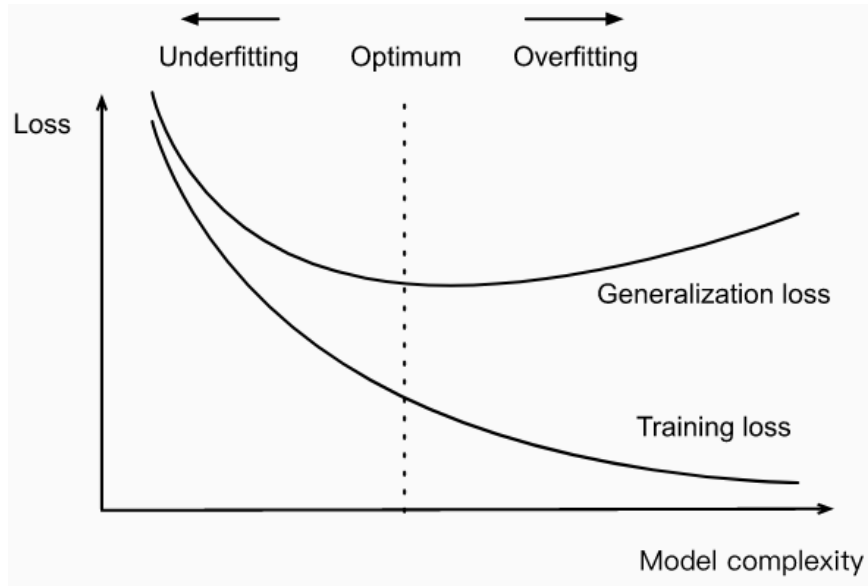 Underfitting
Optimum
Overfitting
Loss
Generalization loss
Training loss
Model complexity